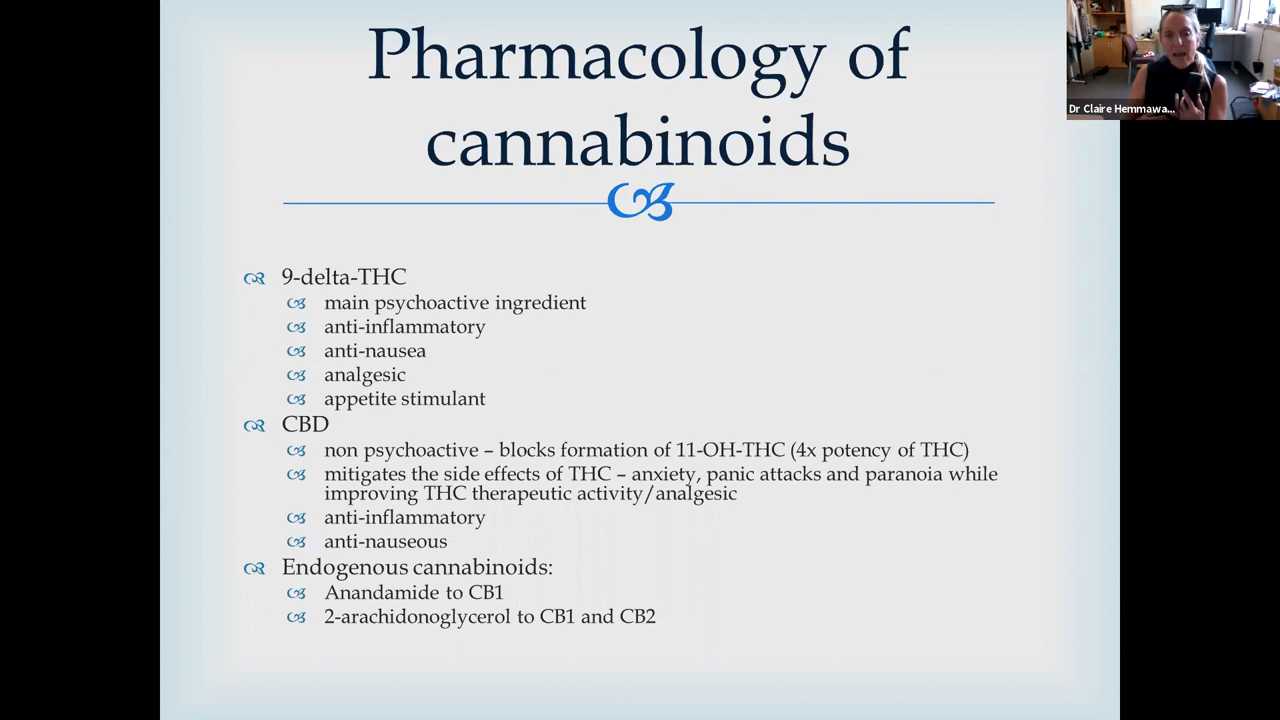 Pharmacology of
cannabinoids
9-delta-THC
main psychoactive ingredient
anti-inflammatory
anti-nausea
analgesic
appetite stimulant
CBD
non psychoactive – blocks formation of 11-OH-THC (4x potency of THC)
mitigates the side effects of THC – anxiety, panic attacks and paranoia while
improving THC therapeutic activity/analgesic
anti-inflammatory
anti-nauseous
Endogenous cannabinoids:
Anandamide to CB1
2-arachidonoglycerol to CB1 and CB2
Dr Claire Hemmawa...